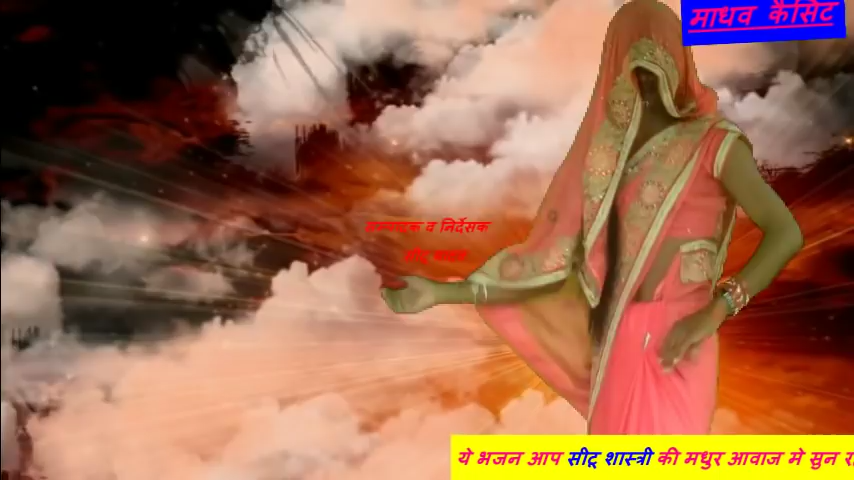 माधव कैसिट
व निर्देसक
ये भजन आप सीटू शास्त्री की मधुर आवाज मे सुन